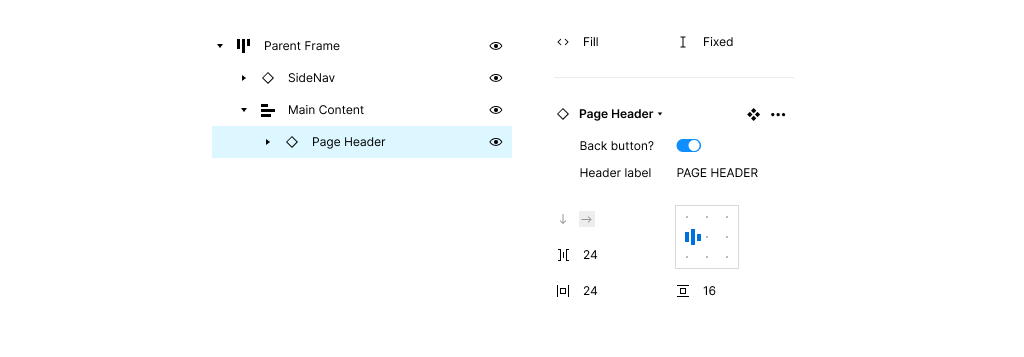 Parent Frame
SideNav
Main Content
Page Header
Fill
Fixed
Page Header
Back button?
Header label
PAGE HEADER
24
24
16